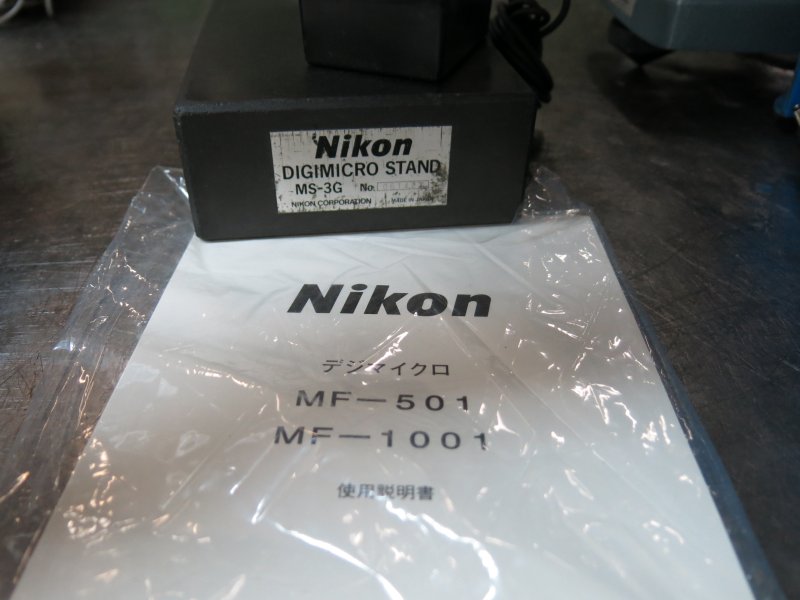 Nikon
DIGIMICRO STAND
MS-3G No.
NIKON CORPORATION MADE IN JAPAN
Nikon
デジマイクロ
MF-501
MF-1001
使用説明書